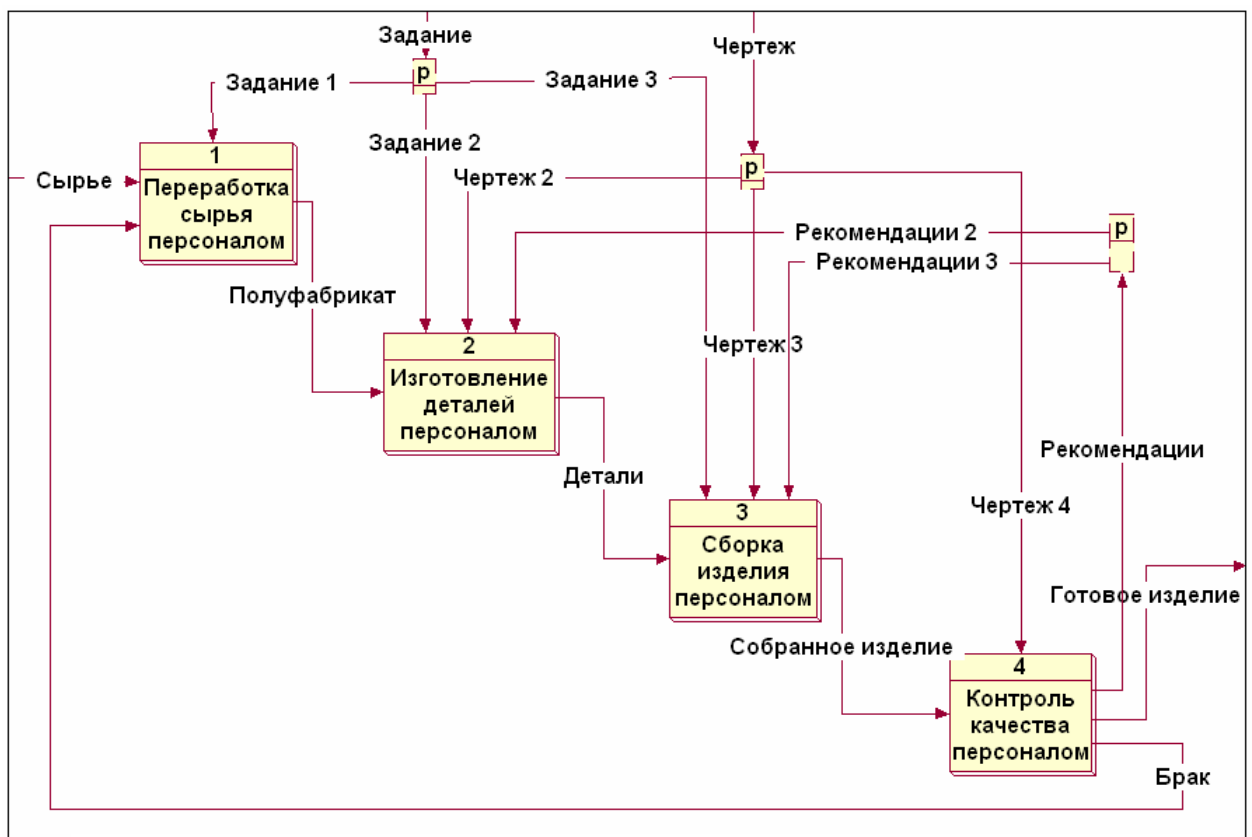 Задание
Чертеж
р
Задание 1
Задание 3
Задание 2
1
Переработка
сырья
персоналом
Сырье
р
Чертеж 2
р
Рекомендации 2
Рекомендации 3
Полуфабрикат
2
Изготовление
деталей
персоналом
Чертеж 3
Рекомендации
Детали
3
Сборка
изделия
персоналом
Чертеж 4
Готовое изделие
Собранное изделие
4
Контроль
качества
персоналом
Брак